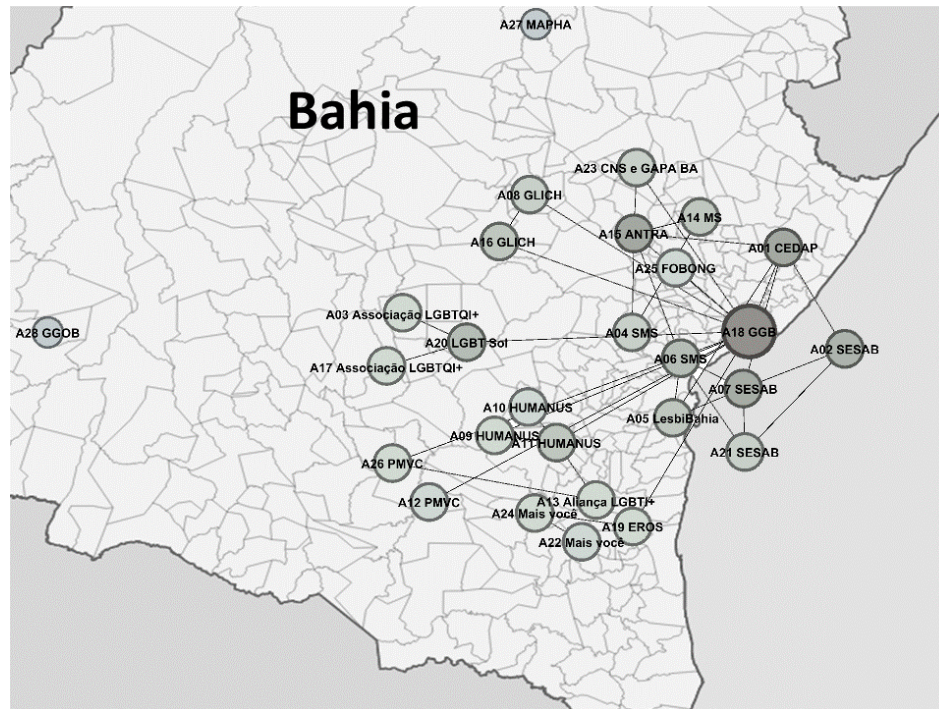 A27 MAPHA
Bahia
A23 CNS e GAPA BA
A08 GLICH
A14 MS
A15 ANTRA
A16 GLICH
A01 CEDAP
A25 FOBONG
A03 Associação LGBTQI+
A28 GGOB
A04 SMS
A18 GGB
A20 LGBT Sol
A02 SESAB
A06 SMS
A17 Associação LGBTQI+
A07 SESAB
A10 HUMANUS
A05 LesbiBahia
A09 HUMANUS
A11 HUMANUS
A21 SESAB
A26 PMVC
A12 PMVC
A13 Aliança LGBTI+
A24 Mais você
A19 EROS
A22 Mais você